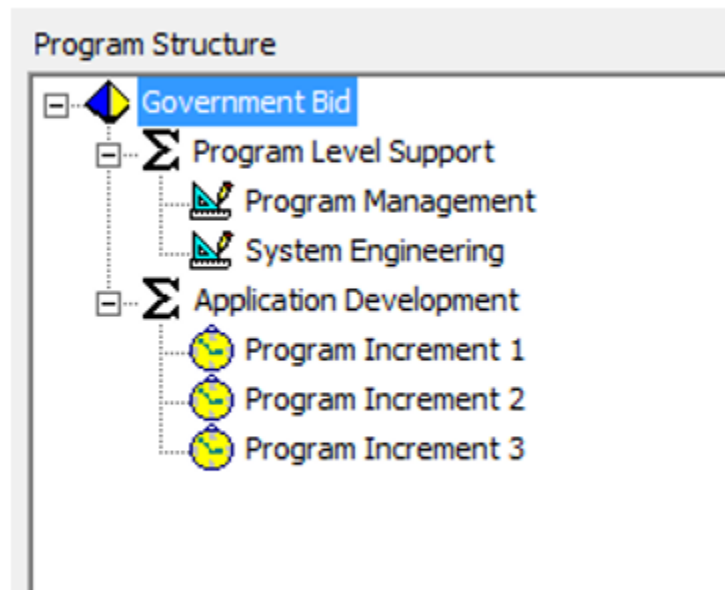 Program Structure
Government Bid
Program Level Support
Program Management
System Engineering
Application Development
Program Increment 1
Program Increment 2
Program Increment 3